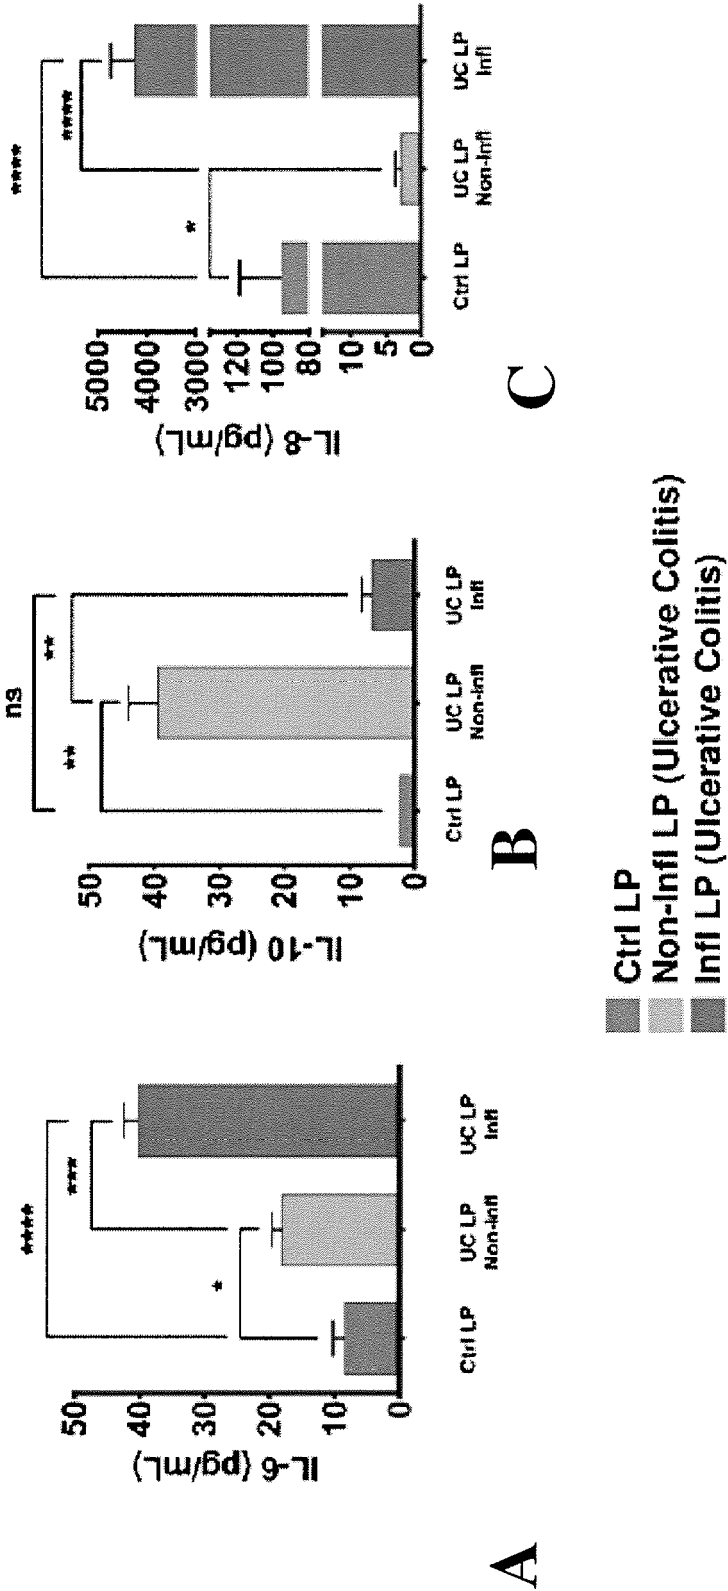 A
IL-6 (pg/mL)
50
40
30
20
10
0
****
***
*
Ctrl LP
UC LP
Non-Infl
UC LP
Infl
B
IL-10 (pg/mL)
50
40
30
20
10
0
ns
**
**
Ctrl LP
UC LP
Non-Infl
UC LP
Infl
C
IL-8 (pg/mL)
5000
4000
3000
120
100
80
10
5
0
****
****
*
Ctrl LP
UC LP
Non-Infl
UC LP
Infl
Ctrl LP
Non-Infl LP (Ulcerative Colitis)
Infl LP (Ulcerative Colitis)